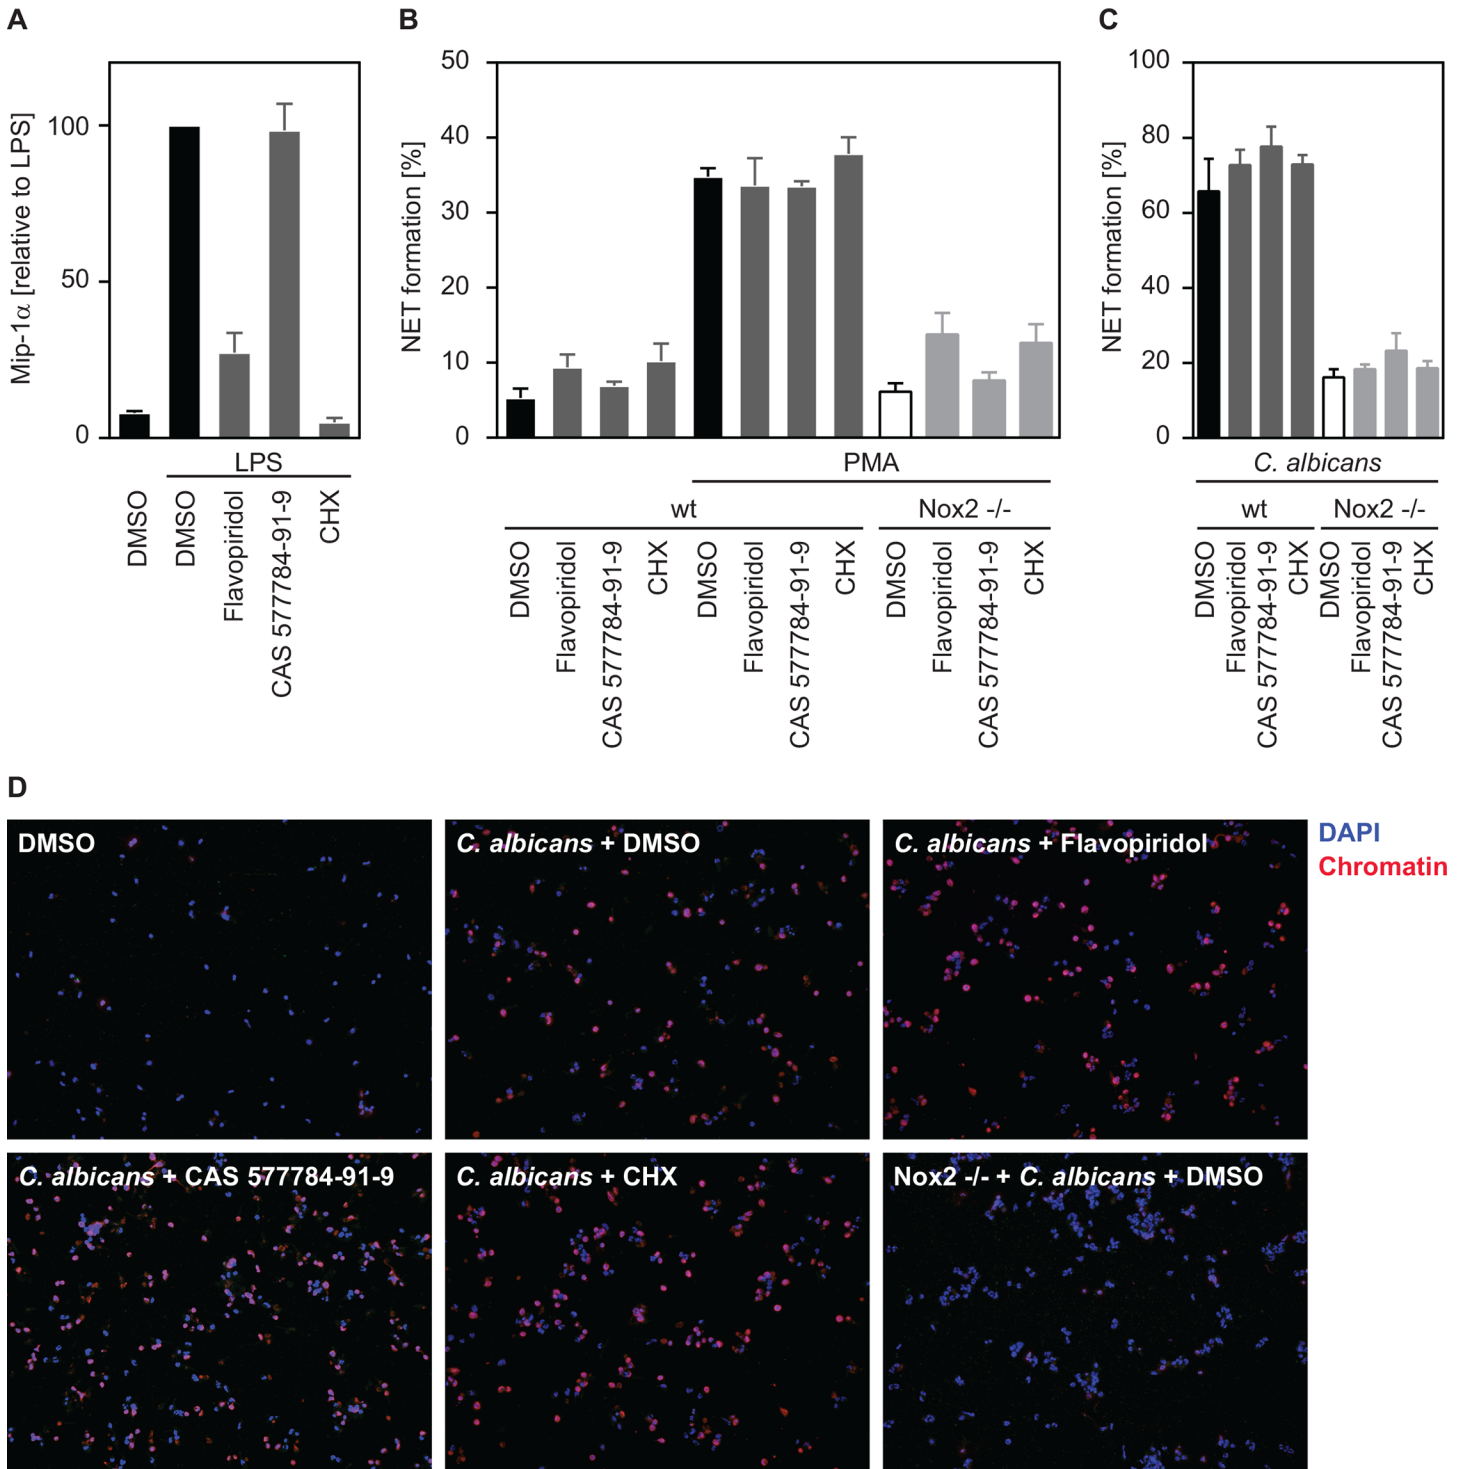 A
B
C
Mip-1α [relative to LPS]
100
50
0
LPS
DMSO
DMSO
Flavopiridol
CAS 577784-91-9
CHX
NET formation [%]
50
40
30
20
10
0
PMA
wt
Nox2 -/-
DMSO
Flavopiridol
CAS 577784-91-9
CHX
DMSO
Flavopiridol
CAS 577784-91-9
CHX
DMSO
Flavopiridol
CAS 577784-91-9
CHX
NET formation [%]
100
80
60
40
20
0
C. albicans
wt
Nox2 -/-
DMSO
Flavopiridol
CAS 577784-91-9
CHX
DMSO
Flavopiridol
CAS 577784-91-9
CHX
D
DMSO
C. albicans + DMSO
C. albicans + Flavopiridol
DAPI
Chromatin
C. albicans + CAS 577784-91-9
C. albicans + CHX
Nox2 -/- + C. albicans + DMSO